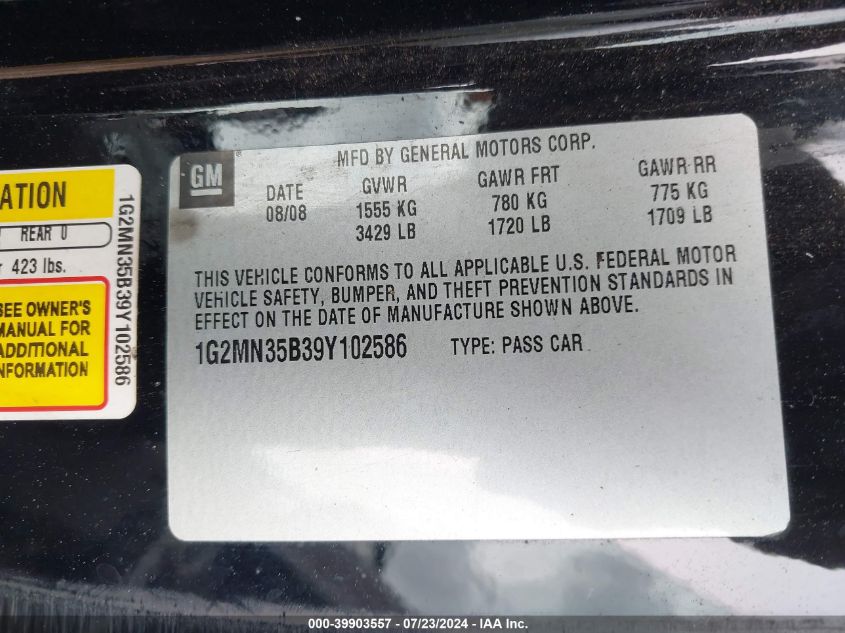 GM
MFD BY GENERAL MOTORS CORP.
DATE GVWR GAWR FRT GAWR RR
08/08 1555 KG 780 KG 775 KG
3429 LB 1720 LB 1709 LB
THIS VEHICLE CONFORMS TO ALL APPLICABLE U.S. FEDERAL MOTOR
VEHICLE SAFETY, BUMPER, AND THEFT PREVENTION STANDARDS IN
EFFECT ON THE DATE OF MANUFACTURE SHOWN ABOVE.
1G2MN35B39Y102586 TYPE: PASS CAR
ATION
REAR 0
423 lbs.
SEE OWNER'S
MANUAL FOR
ADDITIONAL
INFORMATION
1G2MN35B39Y102586
000-39903557 / 07/23/2024 - IAA Inc.